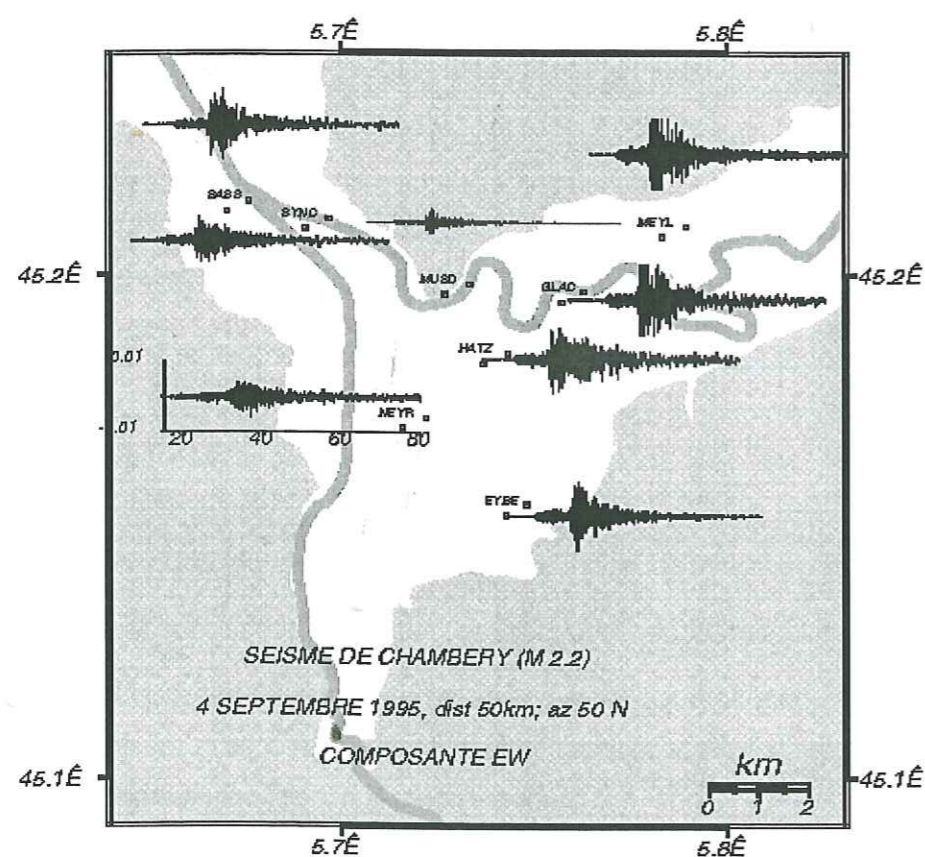 5.7Ê 5.8Ê
SASS
SYND
MEYL
45.2Ê 45.2Ê
MUSD
GLAC
HATZ
0.01
NEYR
-.01
20 40 60 80
EYBE
SEISME DE CHAMBERY (M 2.2)
4 SEPTEMBRE 1995, dist 50km; az 50 N
COMPOSANTE EW
km
45.1Ê 45.1Ê
0 1 2
5.7Ê 5.8Ê